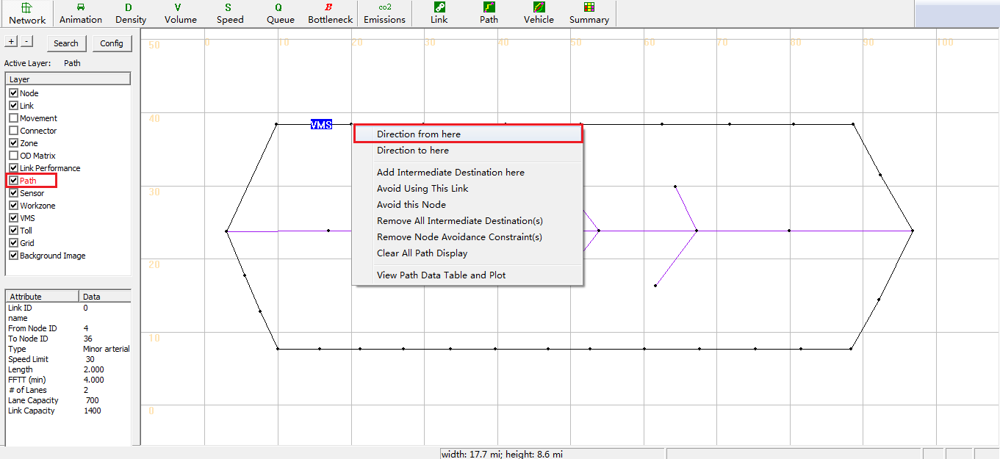 Network Animation Density Volume Speed Queue Bottleneck Emissions Link Path Vehicle Summary
D V S Q B co2
+ - Search Config
Active Layer: Path
Layer
Node
Link
Movement
Connector
Zone
OD Matrix
Link Performance
Path
Sensor
Workzone
VMS
Toll
Grid
Background Image
Attribute Data
Link ID 0
name
From Node ID 4
To Node ID 36
Type Minor arterial
Speed Limit 30
Length 2.000
FFTT (min) 4.000
# of Lanes 2
Lane Capacity 700
Link Capacity 1400
0 10 20 30 40 50 60 70 80 90 100
50
40
30
20
10
0
VMS
Direction from here
Direction to here
Add Intermediate Destination here
Avoid Using This Link
Avoid this Node
Remove All Intermediate Destination(s)
Remove Node Avoidance Constraint(s)
Clear All Path Display
View Path Data Table and Plot
width: 17.7 mi; height: 8.6 mi